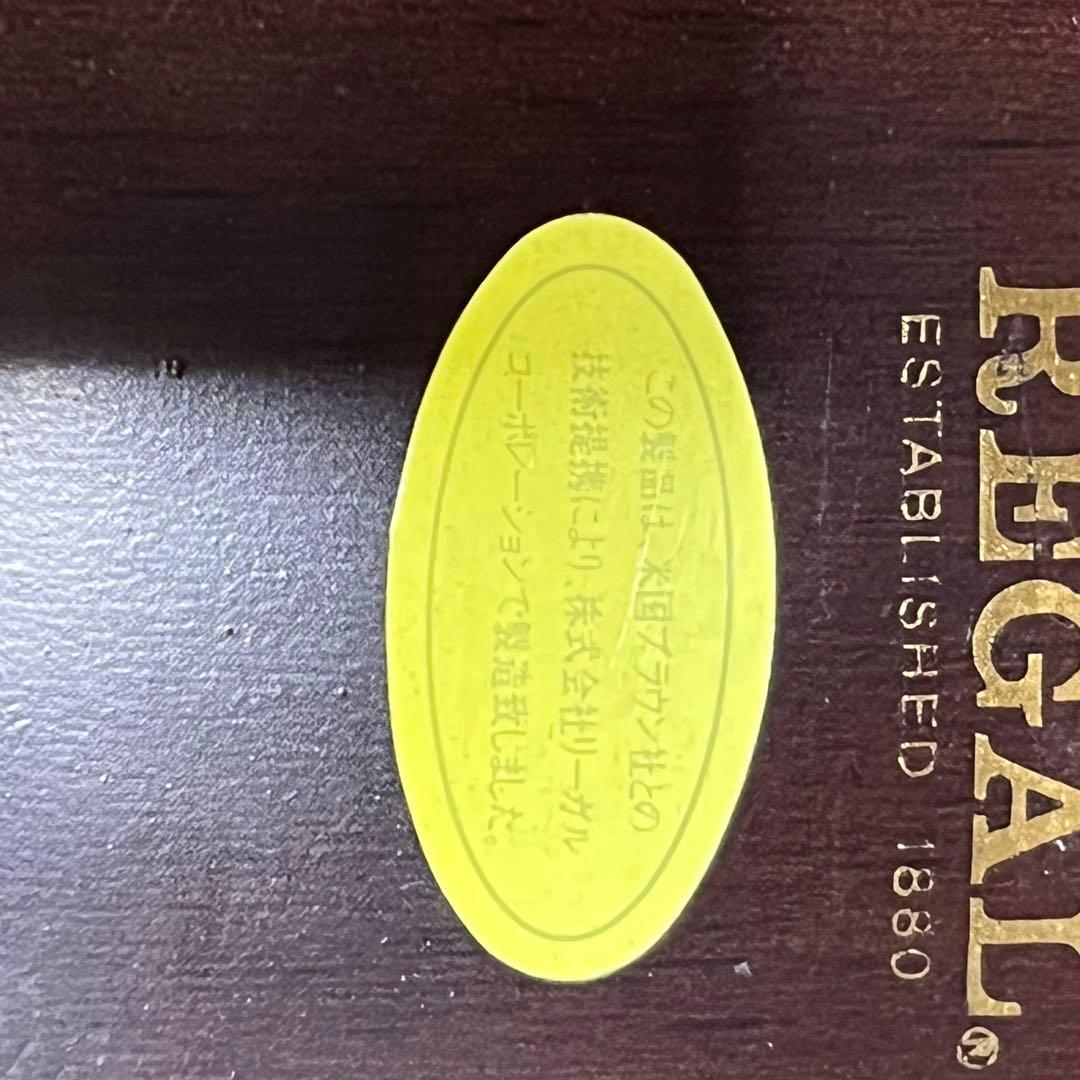 REGAL®
ESTABLISHED 1880
この製品は、米国ブラウン社との
技術提携により、株式会社リーガル
コーポレーションで製造致しました。